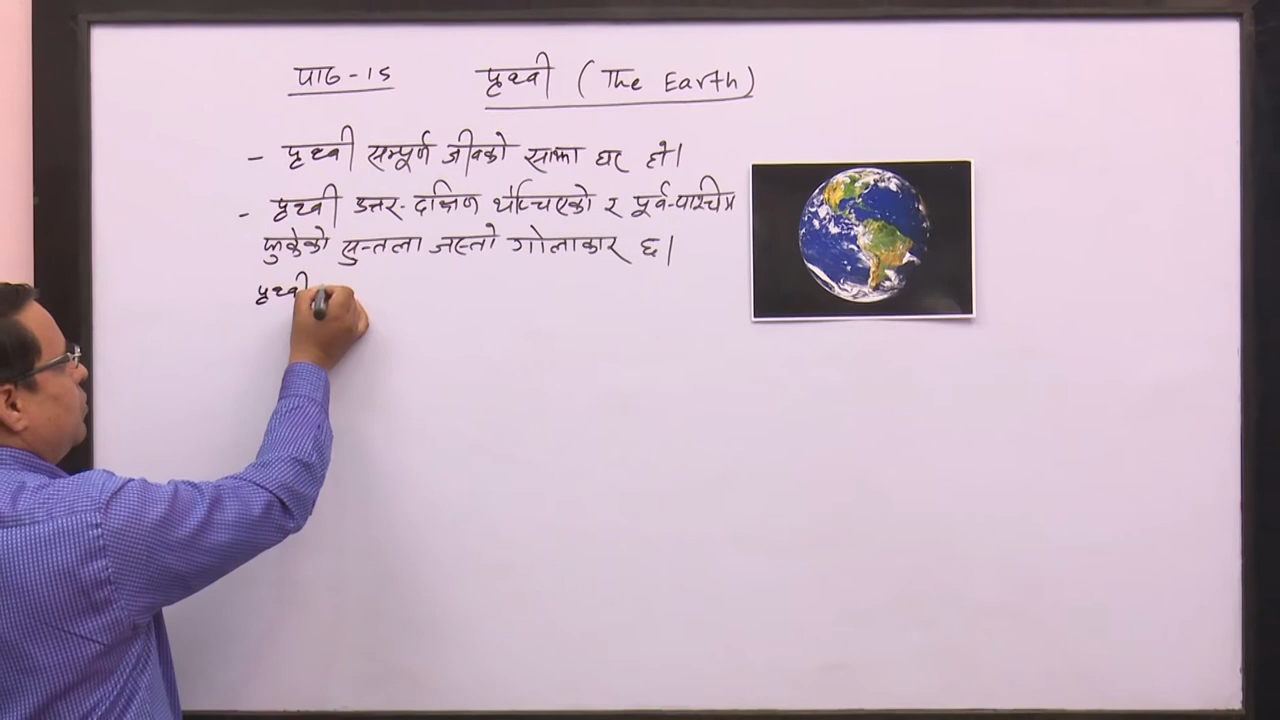 पाठ-15 पृथ्वी (The Earth)
- पृथ्वी सम्पूर्ण जीवको साझा घर हो।
- पृथ्वी उत्तर-दक्षिण थेप्चिएको र पूर्व-पश्चिम
फुकेको सुन्तला जस्तो गोलाकार छ।
पृथ्वी